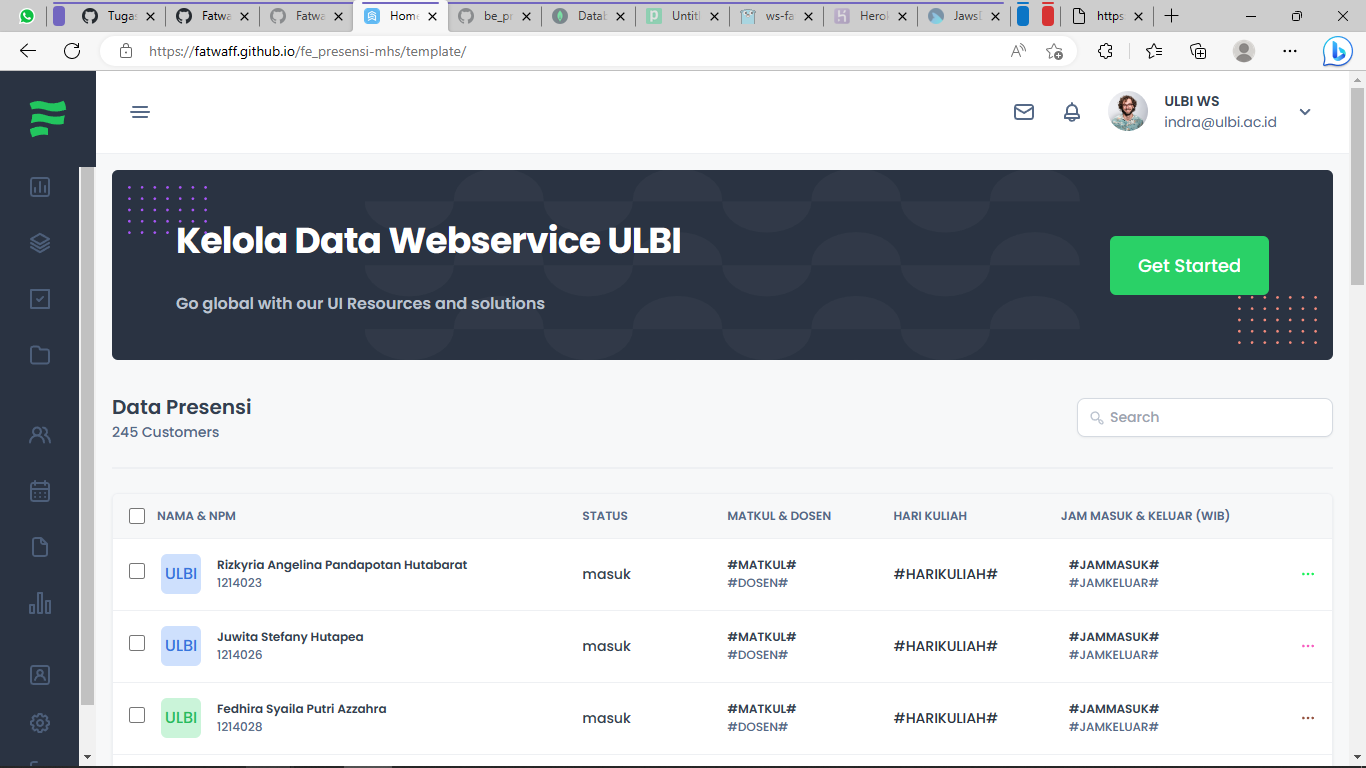 Tugas
Fatwa
Fatwa
Home
be_pr
Datab
Untitl
ws-fa
Herok
JawsD
https
https://fatwaff.github.io/fe_presensi-mhs/template/
ULBI WS
indra@ulbi.ac.id
Kelola Data Webservice ULBI
Go global with our UI Resources and solutions
Get Started
Data Presensi
245 Customers
Search
NAMA & NPM STATUS MATKUL & DOSEN HARI KULIAH JAM MASUK & KELUAR (WIB)
ULBI
Rizkyria Angelina Pandapotan Hutabarat
1214023
masuk
#MATKUL#
#DOSEN#
#HARIKULIAH#
#JAMMASUK#
#JAMKELUAR#
ULBI
Juwita Stefany Hutapea
1214026
masuk
#MATKUL#
#DOSEN#
#HARIKULIAH#
#JAMMASUK#
#JAMKELUAR#
ULBI
Fedhira Syaila Putri Azzahra
1214028
masuk
#MATKUL#
#DOSEN#
#HARIKULIAH#
#JAMMASUK#
#JAMKELUAR#